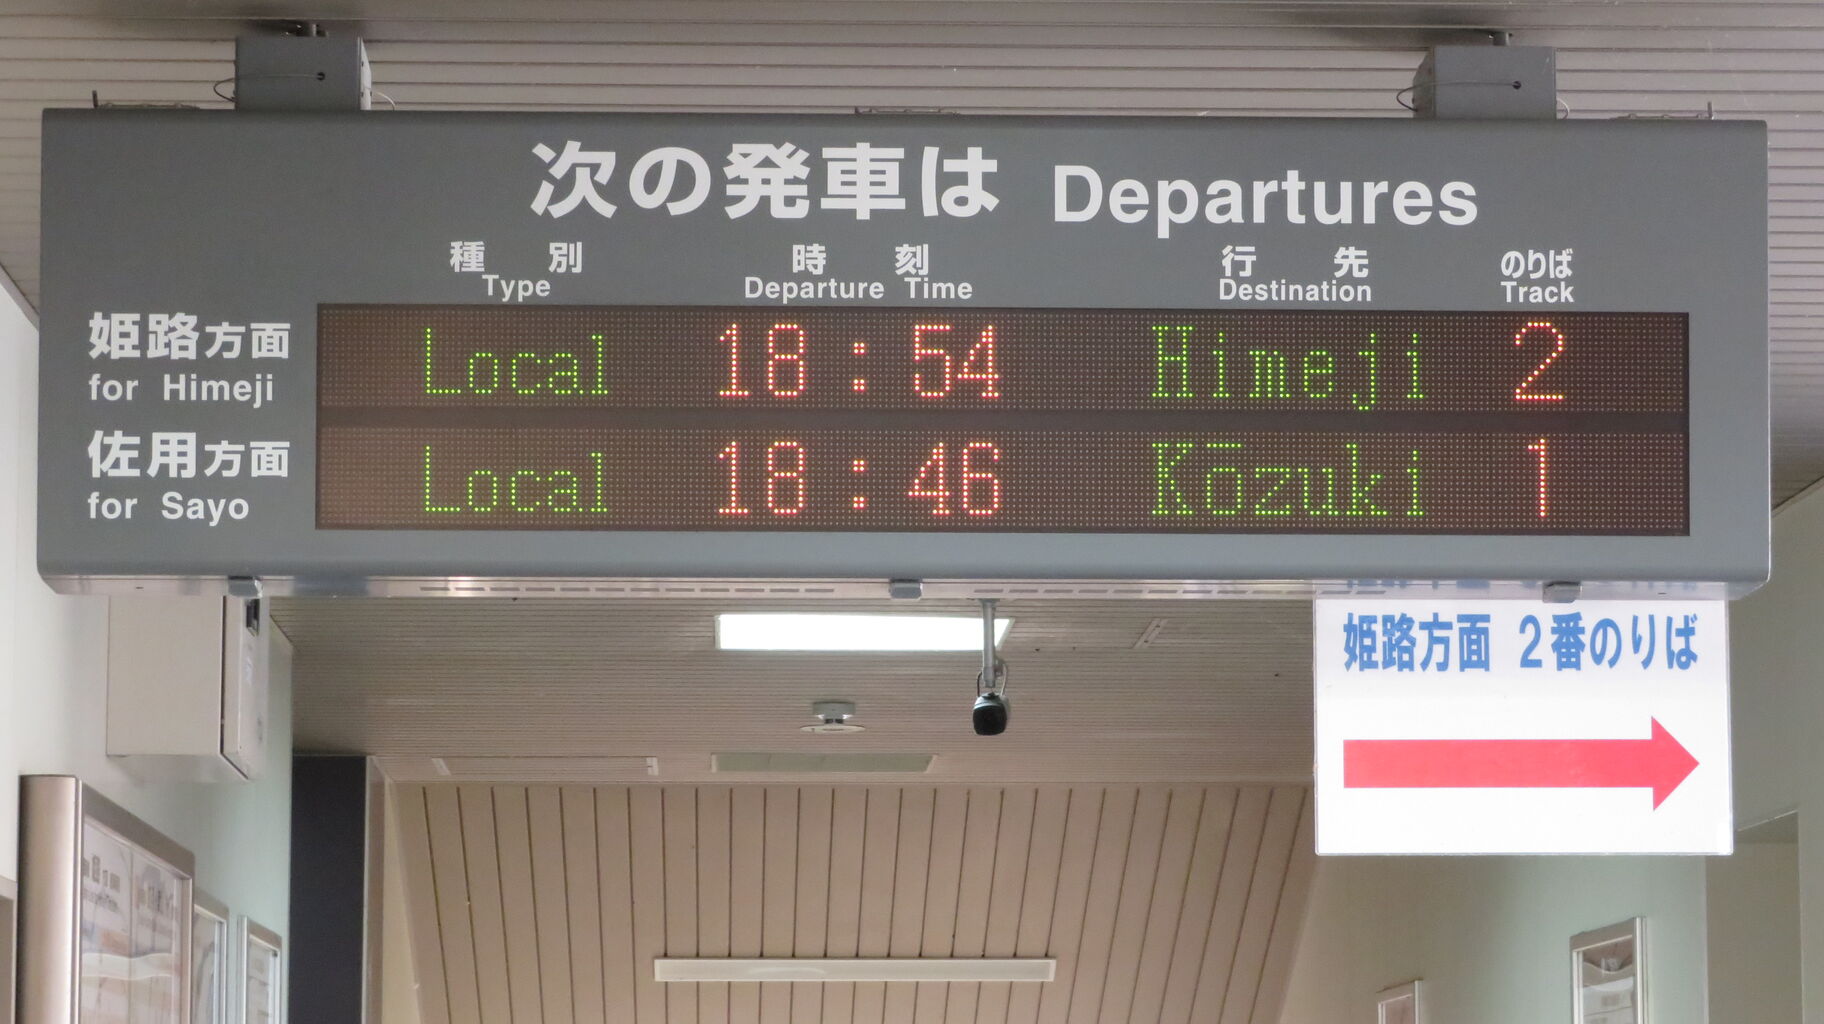 次の発車は Departures
種別 時刻 行先 のりば
Type Departure Time Destination Track
姫路方面
for Himeji Local 18:54 Himeji 2
佐用方面
for Sayo Local 18:46 Kōzuki 1
姫路方面 2番のりば